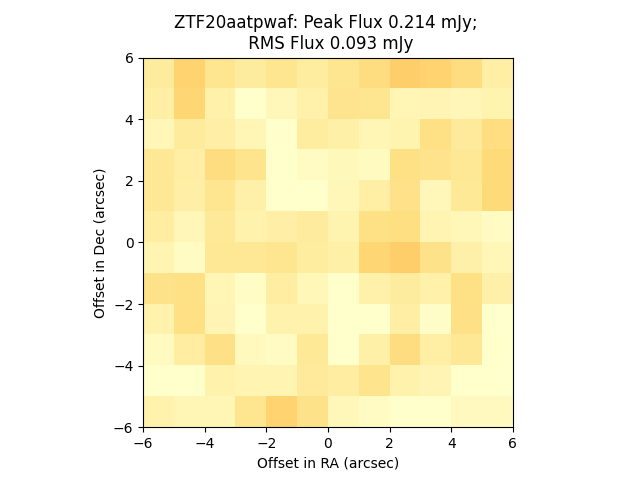 ZTF20aatpwaf: Peak Flux 0.214 mJy;
RMS Flux 0.093 mJy
6
4
2
0
−2
−4
−6
Offset in Dec (arcsec)
−6 −4 −2 0 2 4 6
Offset in RA (arcsec)